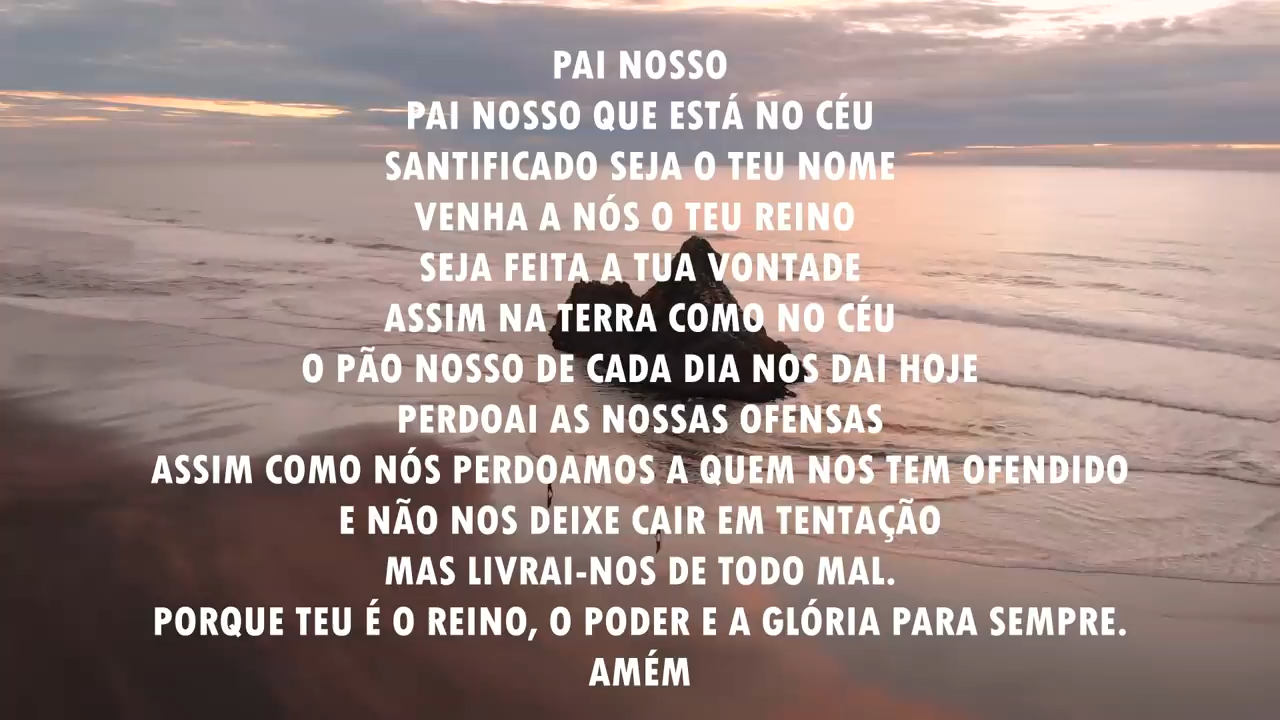 PAI NOSSO
PAI NOSSO QUE ESTÁ NO CÉU
SANTIFICADO SEJA O TEU NOME
VENHA A NÓS O TEU REINO
SEJA FEITA A TUA VONTADE
ASSIM NA TERRA COMO NO CÉU
O PÃO NOSSO DE CADA DIA NOS DAI HOJE
PERDOAI AS NOSSAS OFENSAS
ASSIM COMO NÓS PERDOAMOS A QUEM NOS TEM OFENDIDO
E NÃO NOS DEIXE CAIR EM TENTAÇÃO
MAS LIVRAI-NOS DE TODO MAL.
PORQUE TEU É O REINO, O PODER E A GLÓRIA PARA SEMPRE.
AMÉM